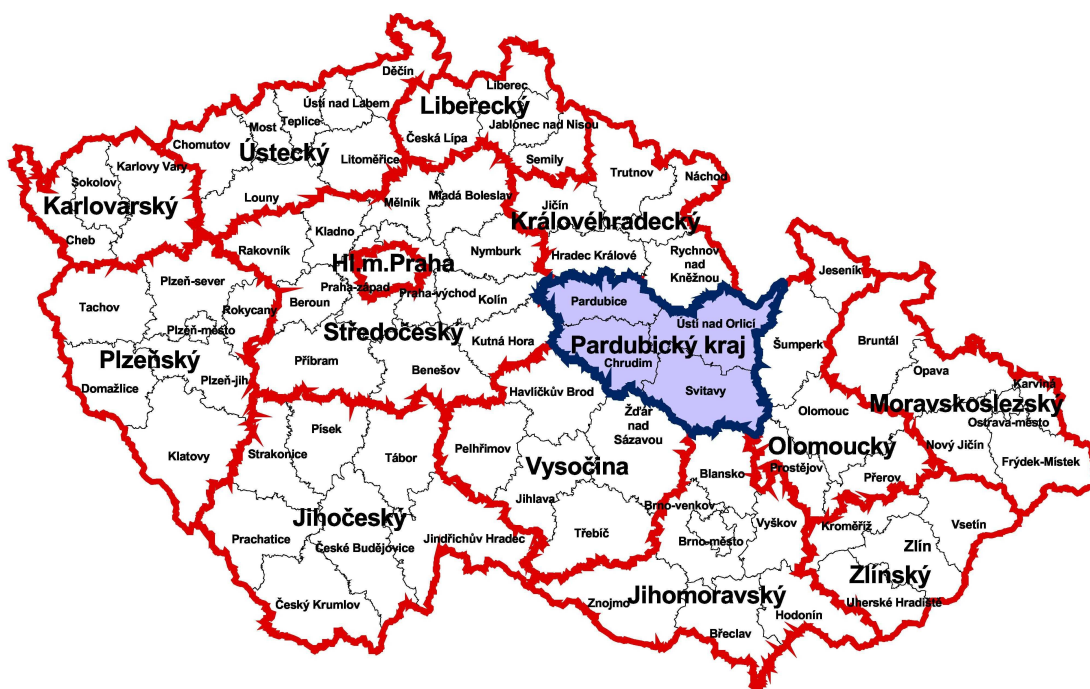 Děčín
Liberec
Liberecký
Ústí nad Labem
Teplice
Most
Jablonec nad Nisou
Chomutov
Česká Lípa
Ústecký
Litoměřice
Semily
Karlovy Vary
Trutnov
Náchod
Sokolov
Louny
Mladá Boleslav
Mělník
Jičín
Karlovarský
Královéhradecký
Cheb
Kladno
Rakovník
Nymburk
Hradec Králové
Rychnov
nad
Kněžnou
Hl.m.Praha
Plzeň-sever
Jeseník
Praha-západ
Praha-východ
Kolín
Pardubice
Tachov
Beroun
Rokycany
Ústí nad Orlicí
Plzeň-město
Středočeský
Kutná Hora
Pardubický kraj
Šumperk
Bruntál
Plzeňský
Příbram
Benešov
Chrudim
Opava
Plzeň-jih
Domažlice
Havlíčkův Brod
Svitavy
Karviná
Moravskoslezský
Žďár
nad
Sázavou
Olomouc
Ostrava-město
Písek
Olomoucký
Nový Jičín
Klatovy
Strakonice
Tábor
Pelhřimov
Vysočina
Blansko
Prostějov
Přerov
Frýdek-Místek
Jihlava
Brno-venkov
Jihočeský
Vyškov
Kroměříž
Vsetín
Prachatice
České Budějovice
Jindřichův Hradec
Třebíč
Brno-město
Zlín
Zlínský
Český Krumlov
Znojmo
Jihomoravský
Uherské Hradiště
Hodonín
Břeclav